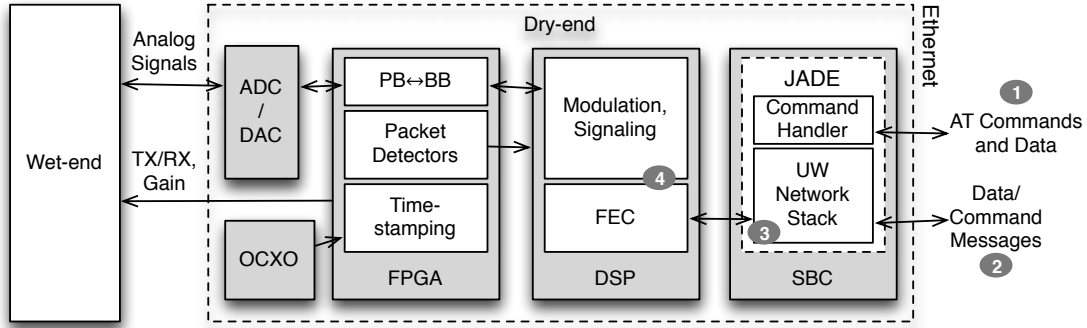 Dry-end
Ethernet
Analog
Signals
Wet-end
TX/RX,
Gain
ADC
/
DAC
OCXO
PB↔BB
Packet
Detectors
Time-
stamping
FPGA
Modulation,
Signaling
4
FEC
DSP
JADE
Command
Handler
UW
Network
Stack
3
SBC
1
AT Commands
and Data
Data/
Command
Messages
2